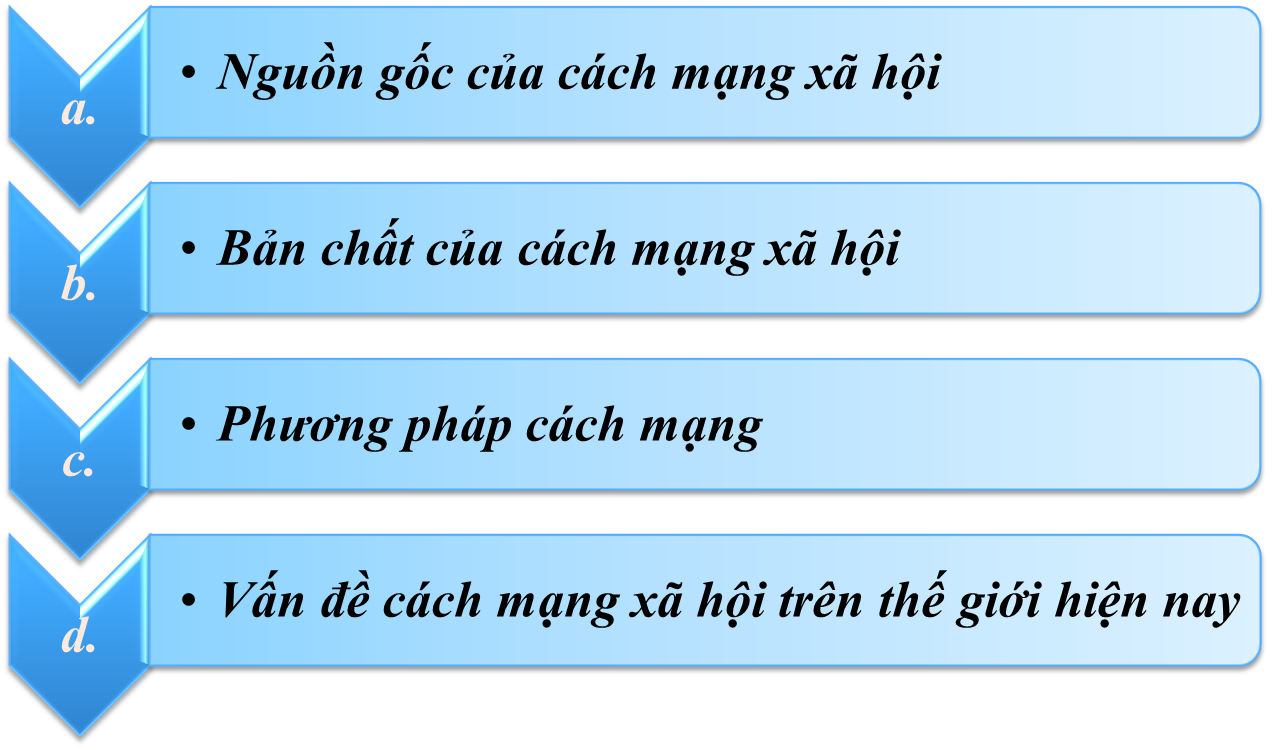 a.
• Nguồn gốc của cách mạng xã hội
b.
• Bản chất của cách mạng xã hội
c.
• Phương pháp cách mạng
d.
• Vấn đề cách mạng xã hội trên thế giới hiện nay